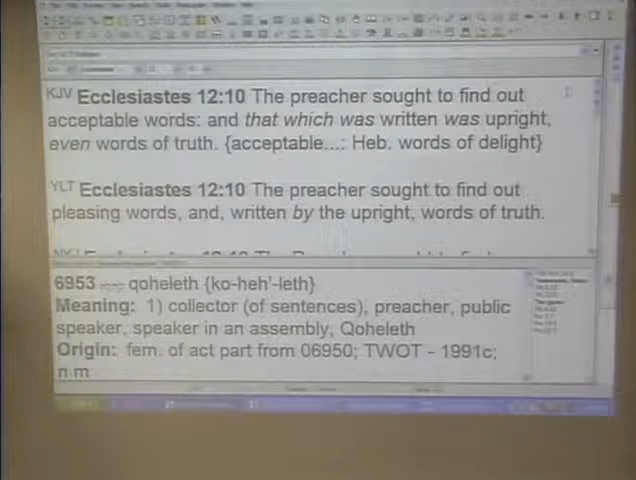 KJV Ecclesiastes 12:10 The preacher sought to find out
acceptable words: and that which was written was upright,
even words of truth. {acceptable...: Heb. words of delight}
YLT Ecclesiastes 12:10 The preacher sought to find out
pleasing words, and, written by the upright, words of truth.
6953 qoheleth {ko-heh'-leth}
Meaning: 1) collector (of sentences), preacher, public
speaker, speaker in an assembly, Qoheleth
Origin: fem. of act part from 06950; TWOT - 1991c;
n m